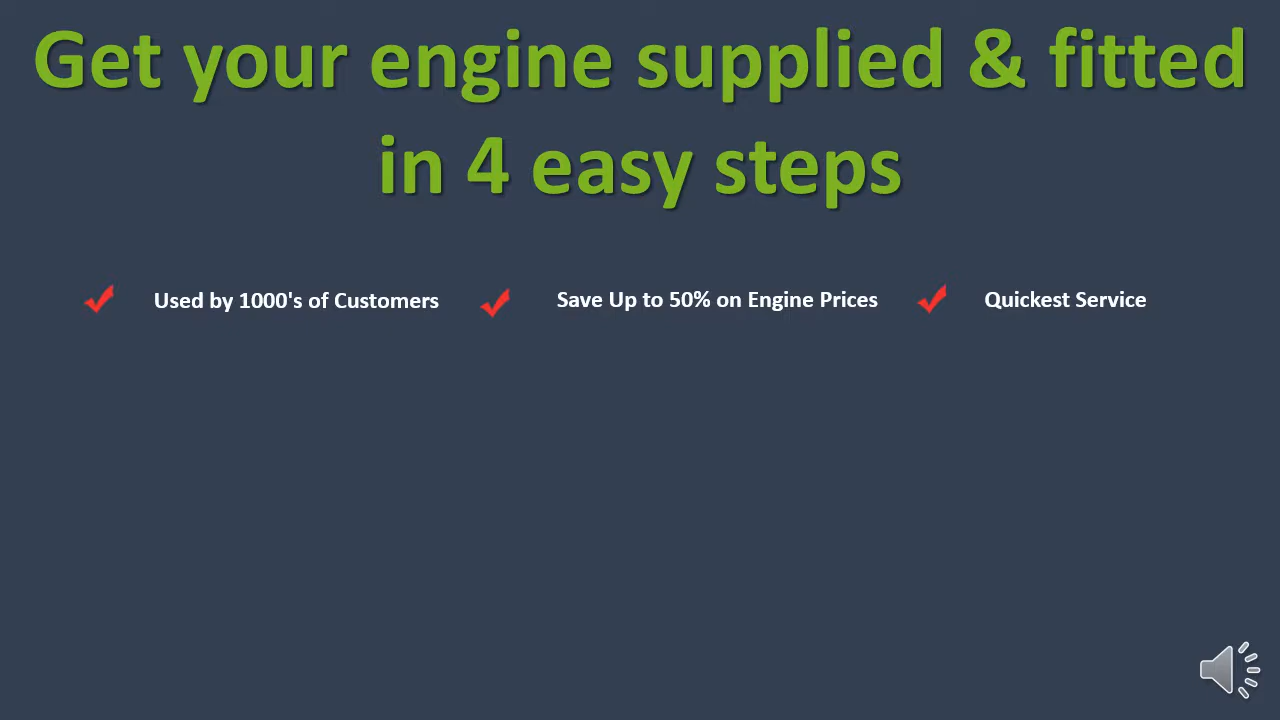 Get your engine supplied & fitted
in 4 easy steps
Used by 1000's of Customers
Save Up to 50% on Engine Prices
Quickest Service